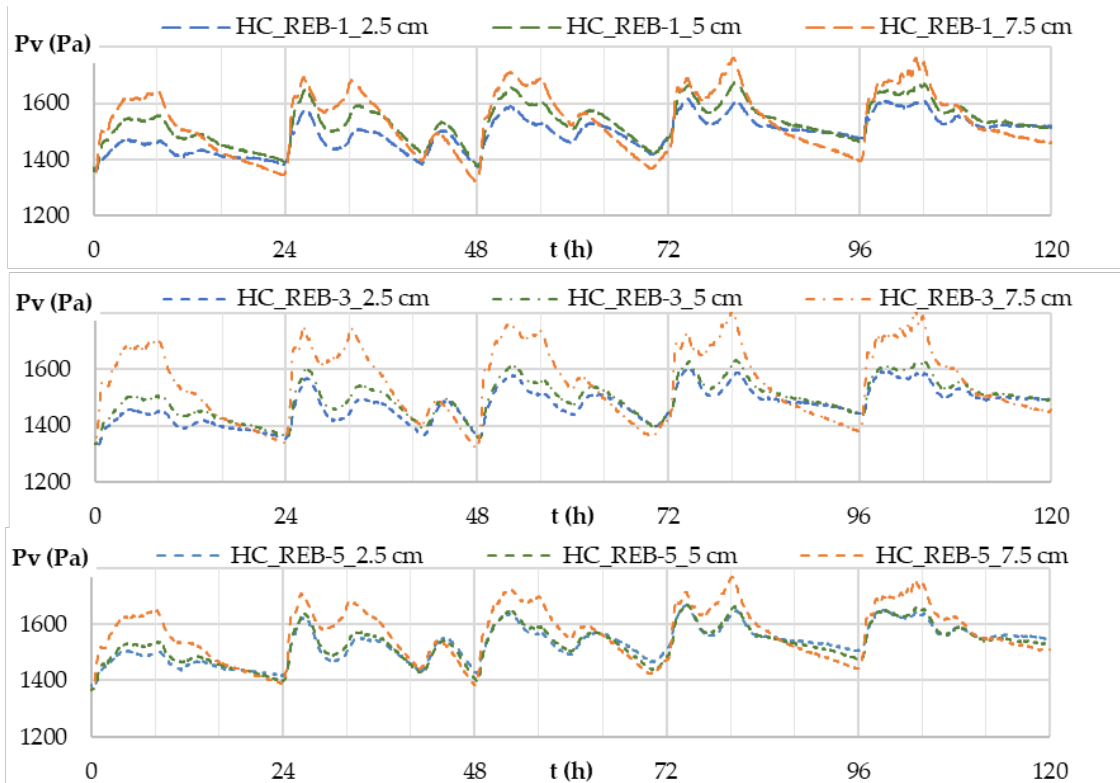 Pv (Pa) HC_REB-1_2.5 cm HC_REB-1_5 cm HC_REB-1_7.5 cm
1600
1400
1200
0 24 48 t (h) 72 96 120
Pv (Pa) HC_REB-3_2.5 cm HC_REB-3_5 cm HC_REB-3_7.5 cm
1600
1400
1200
0 24 48 t (h) 72 96 120
Pv (Pa) HC_REB-5_2.5 cm HC_REB-5_5 cm HC_REB-5_7.5 cm
1600
1400
1200
0 24 48 t (h) 72 96 120